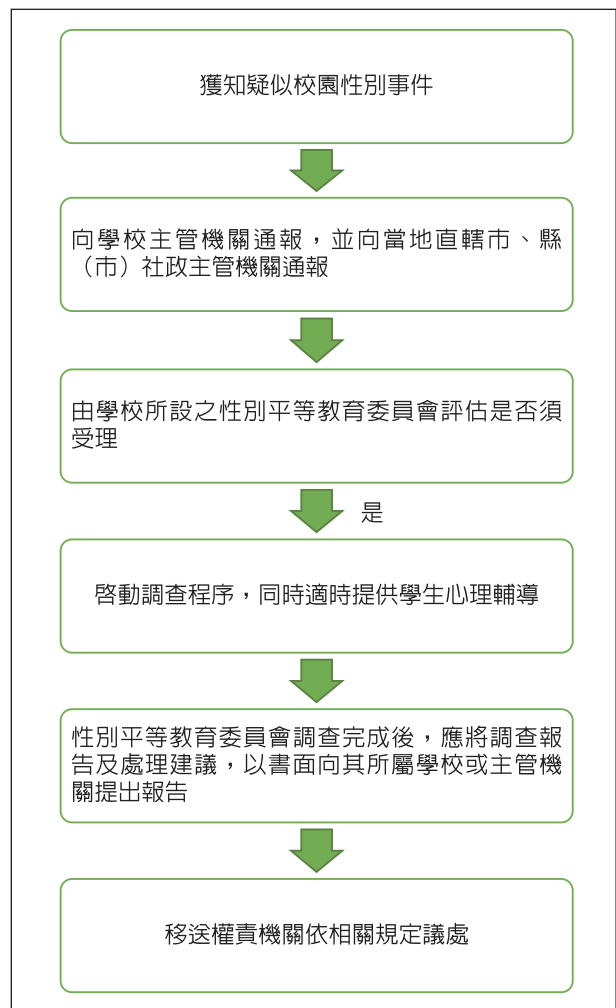 獲知疑似校園性別事件
向學校主管機關通報，並向當地直轄市、縣
（市）社政主管機關通報
由學校所設之性別平等教育委員會評估是否須
受理
是
啓動調查程序，同時適時提供學生心理輔導
性別平等教育委員會調查完成後，應將調查報
告及處理建議，以書面向其所屬學校或主管機
關提出報告
移送權責機關依相關規定議處